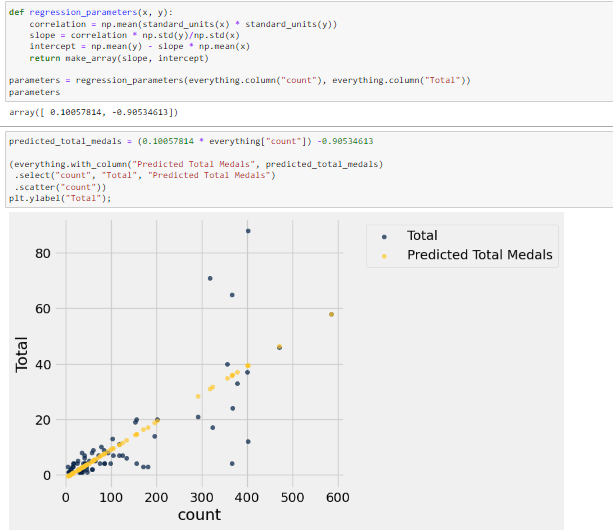 def regression_parameters(x, y):
    correlation = np.mean(standard_units(x) * standard_units(y))
    slope = correlation * np.std(y)/np.std(x)
    intercept = np.mean(y) - slope * np.mean(x)
    return make_array(slope, intercept)
parameters = regression_parameters(everything.column("count"), everything.column("Total"))
parameters
array([ 0.10057814, -0.90534613])
predicted_total_medals = (0.10057814 * everything["count"]) -0.90534613
(everything.with_column("Predicted Total Medals", predicted_total_medals)
 .select("count", "Total", "Predicted Total Medals")
 .scatter("count"))
plt.ylabel("Total");
Total
Predicted Total Medals
80
60
40
20
0
Total
0 100 200 300 400 500 600
count